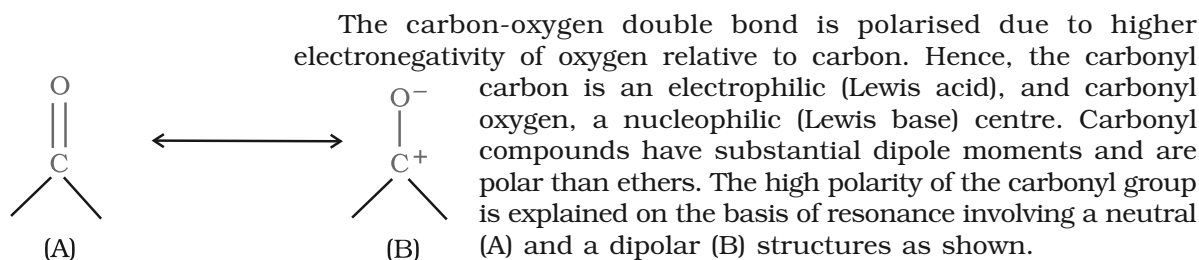 The carbon-oxygen double bond is polarised due to higher
electronegativity of oxygen relative to carbon. Hence, the carbonyl
carbon is an electrophilic (Lewis acid), and carbonyl
oxygen, a nucleophilic (Lewis base) centre. Carbonyl
compounds have substantial dipole moments and are
polar than ethers. The high polarity of the carbonyl group
is explained on the basis of resonance involving a neutral
(A) and a dipolar (B) structures as shown.
O
C
(A)
O−
C+
(B)